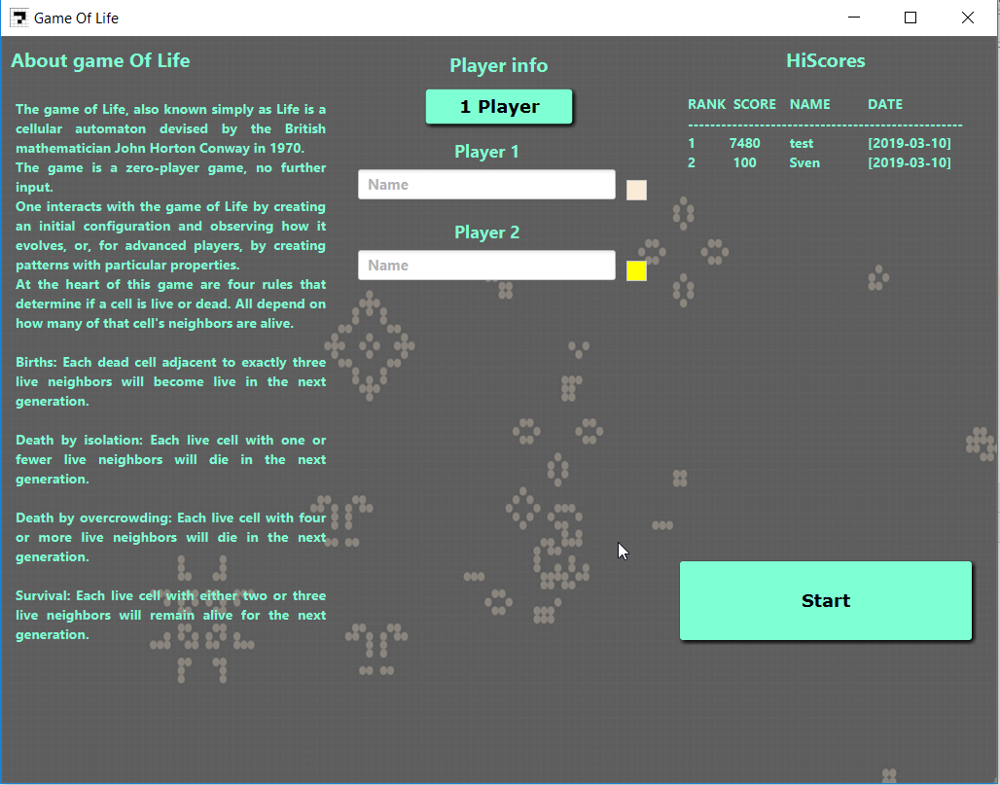 Game Of Life
About game Of Life
The game of Life, also known simply as Life is a
cellular automaton devised by the British
mathematician John Horton Conway in 1970.
The game is a zero-player game, no further
input.
One interacts with the game of Life by creating
an initial configuration and observing how it
evolves, or, for advanced players, by creating
patterns with particular properties.
At the heart of this game are four rules that
determine if a cell is live or dead. All depend on
how many of that cell's neighbors are alive.
Births: Each dead cell adjacent to exactly three
live neighbors will become live in the next
generation.
Death by isolation: Each live cell with one or
fewer live neighbors will die in the next
generation.
Death by overcrowding: Each live cell with four
or more live neighbors will die in the next
generation.
Survival: Each live cell with either two or three
live neighbors will remain alive for the next
generation.
Player info
1 Player
Player 1
Name
Player 2
Name
HiScores
RANK SCORE NAME DATE
--------------------------------------------------
1 7480 test [2019-03-10]
2 100 Sven [2019-03-10]
Start